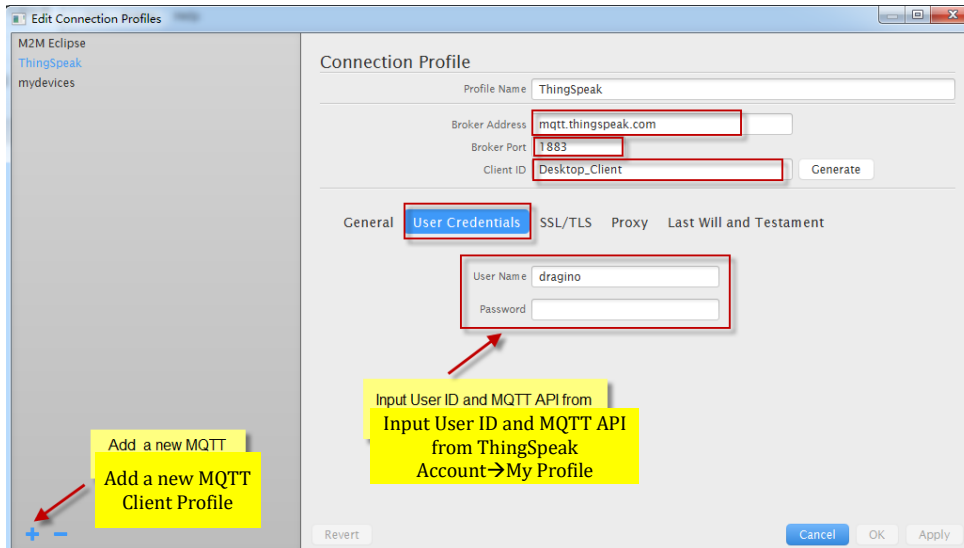 Edit Connection Profiles
M2M Eclipse
ThingSpeak
mydevices
Connection Profile
Profile Name ThingSpeak
Broker Address mqtt.thingspeak.com
Broker Port 1883
Client ID Desktop_Client Generate
General User Credentials SSL/TLS Proxy Last Will and Testament
User Name dragino
Password
Input User ID and MQTT API from
Input User ID and MQTT API
from ThingSpeak
Account→My Profile
Add a new MQTT
Add a new MQTT
Client Profile
Revert Cancel OK Apply